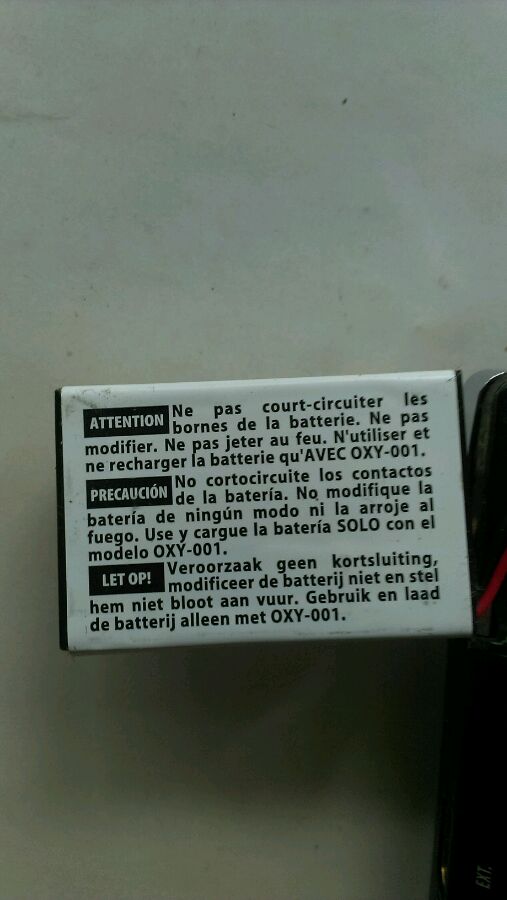 ATTENTION Ne pas court-circuiter les
bornes de la batterie. Ne pas
modifier. Ne pas jeter au feu. N'utiliser et
ne recharger la batterie qu'AVEC OXY-001.
PRECAUCIÓN No cortocircuite los contactos
de la batería. No modifique la
batería de ningún modo ni la arroje al
fuego. Use y cargue la batería SOLO con el
modelo OXY-001.
LET OP! Veroorzaak geen kortsluiting,
modificeer de batterij niet en stel
hem niet bloot aan vuur. Gebruik en laad
de batterij alleen met OXY-001.
EXT.